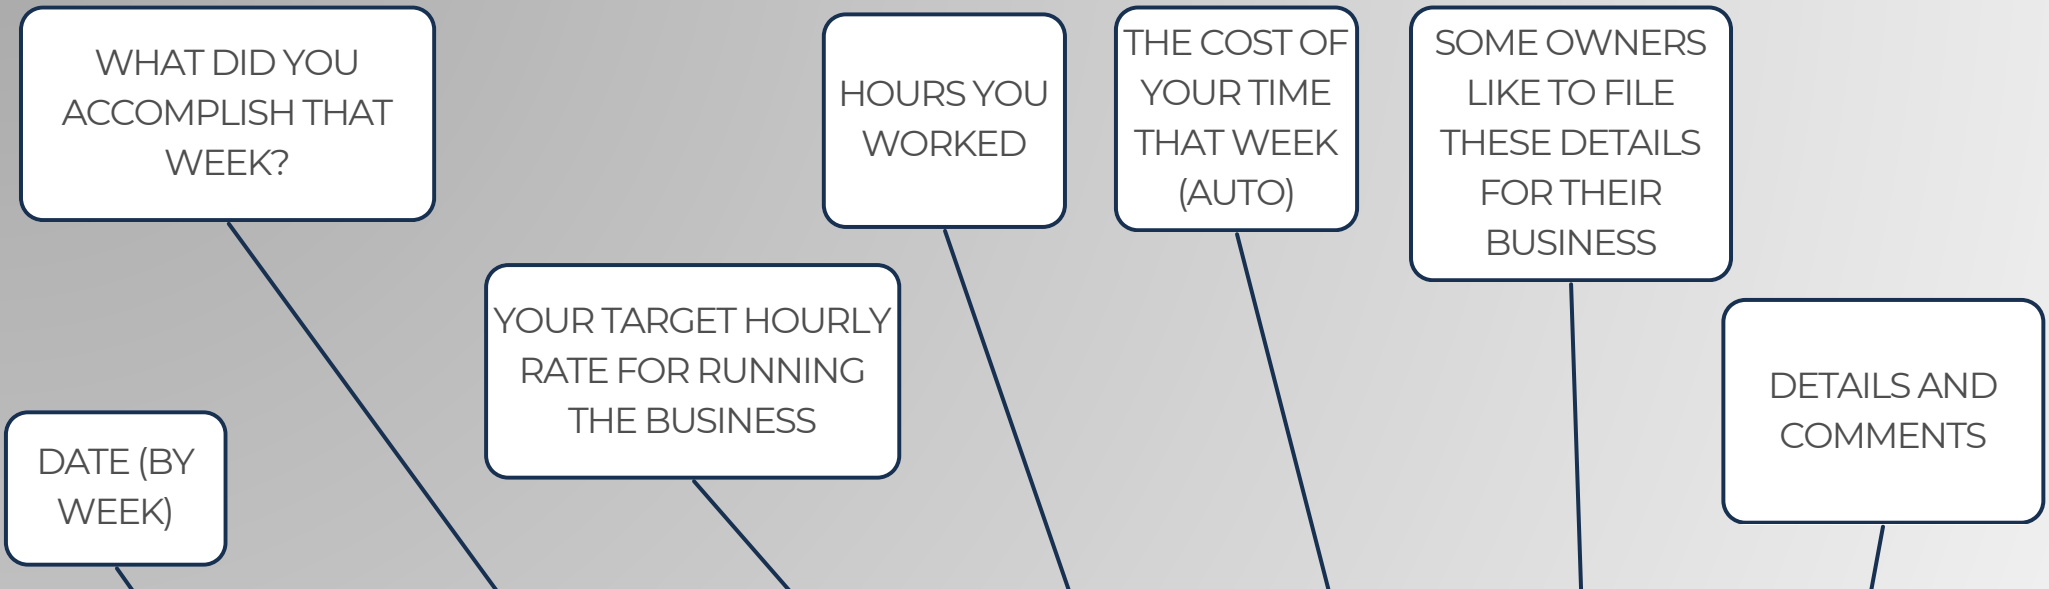 WHAT DID YOU
ACCOMPLISH THAT
WEEK?
HOURS YOU
WORKED
THE COST OF
YOUR TIME
THAT WEEK
(AUTO)
SOME OWNERS
LIKE TO FILE
THESE DETAILS
FOR THEIR
BUSINESS
YOUR TARGET HOURLY
RATE FOR RUNNING
THE BUSINESS
DETAILS AND
COMMENTS
DATE (BY
WEEK)